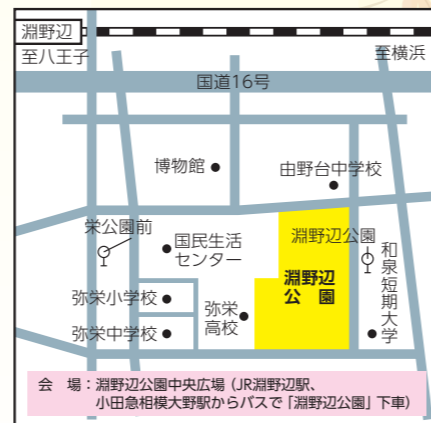 淵野辺
至八王子
至横浜
国道16号
博物館
由野台中学校
栄公園前
国民生活
センター
淵野辺公園
和泉短期大学
淵野辺
公園
弥栄小学校
弥栄
高校
弥栄中学校
会　場：淵野辺公園中央広場（JR淵野辺駅、
小田急相模大野駅からバスで「淵野辺公園」下車）